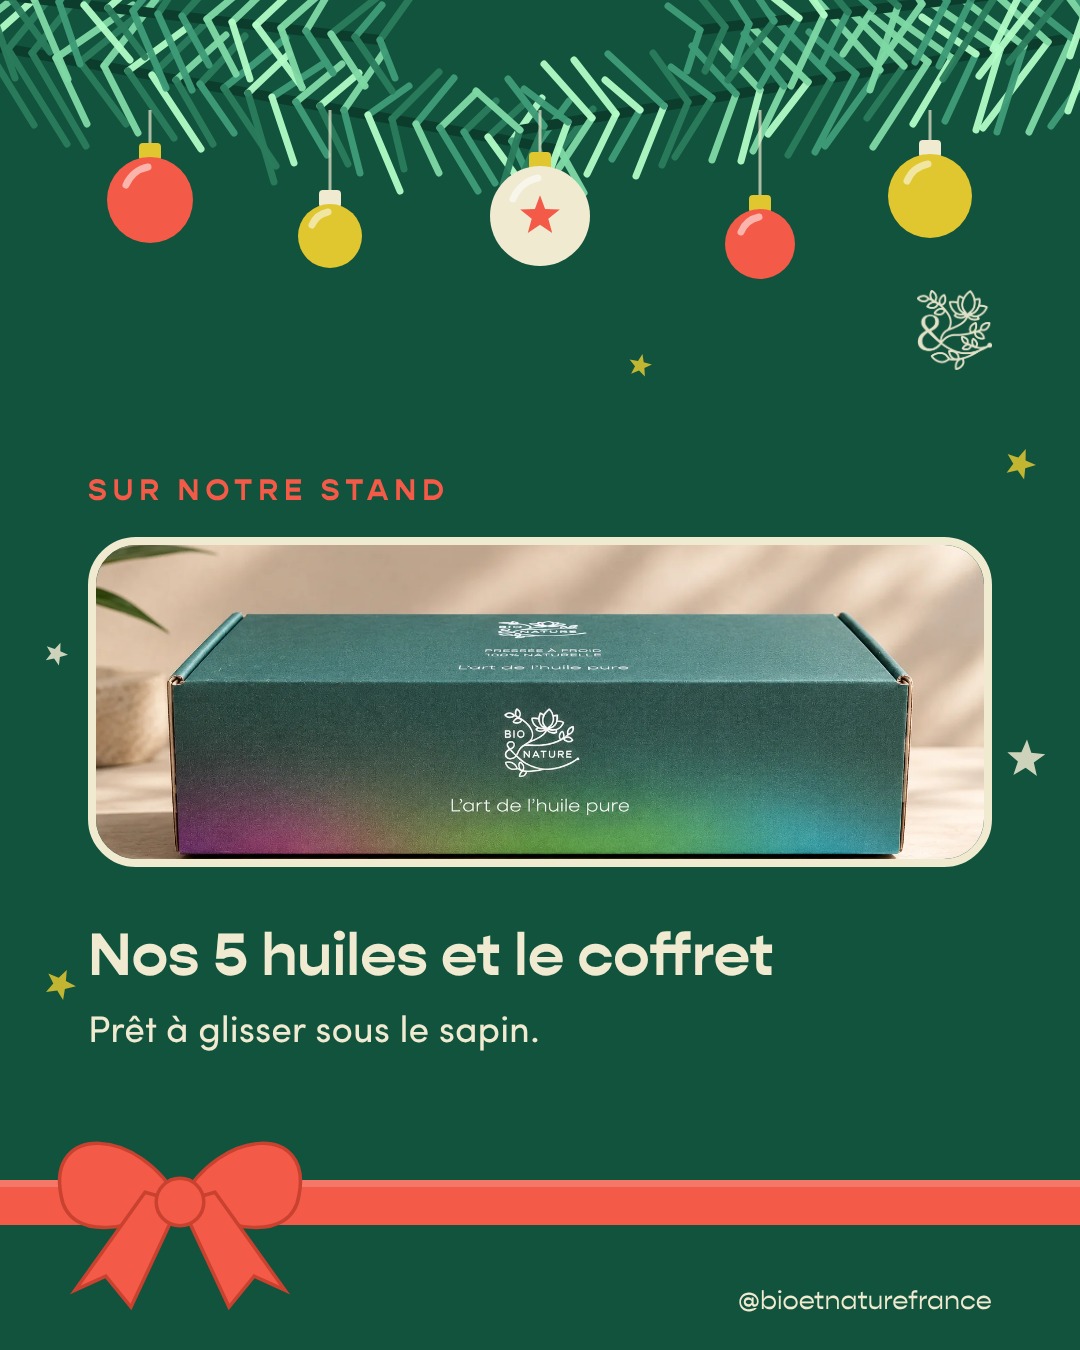 &
SUR NOTRE STAND
BIO
& NATURE
PRESSÉE À FROID
100% NATURELLE
L'art de l'huile pure
BIO
& NATURE
L'art de l'huile pure
Nos 5 huiles et le coffret
Prêt à glisser sous le sapin.
@bioetnaturefrance